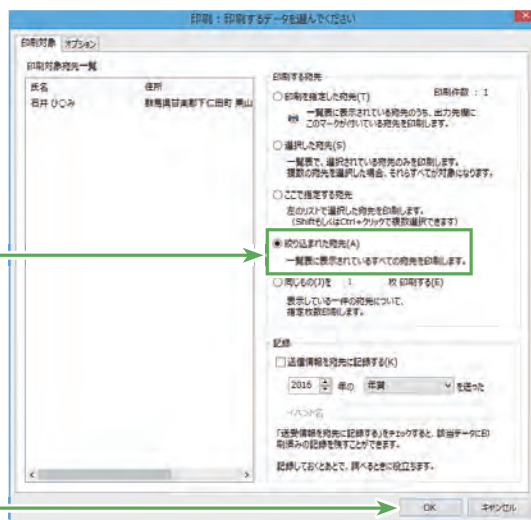 印刷：印刷するデータを選んでください
印刷対象 オプション
印刷対象宛先一覧
氏名 住所
石井 ひこみ 群馬県甘楽郡下仁田町 栗山
印刷する宛先
印刷を指定した宛先(T) 印刷件数 : 1
一覧表に表示されている宛先のうち、出力先欄に
このマークが付いている宛先を印刷します。
選択した宛先(S)
一覧表で、選択されている宛先のみを印刷します。
複数の宛先を選択した場合、それらすべてが対象になります。
ここで指定する宛先
左のリストで選択した宛先を印刷します。
(ShiftもしくはCtrl+クリックで複数選択できます)
絞り込まれた宛先(A)
一覧表に表示されているすべての宛先を印刷します。
同じもの(J)を 1 枚 印刷する(E)
表示している一件の宛先について、
指定枚数印刷します。
記録
送信情報を宛先に記録する(K)
2016 年の 年賀 を送った
イベント名
「送受情報を宛先に記録する」をチェックすると、該当データに印
刷済みの記録を残すことができます。
記録しておくとあとで、調べるときに役立ちます。
OK キャンセル